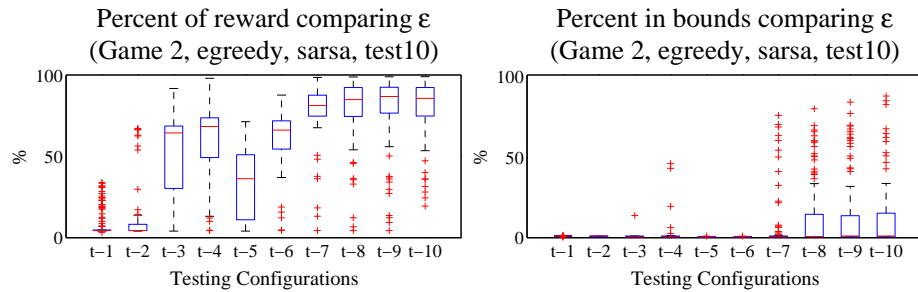 Percent of reward comparing ε
(Game 2, egreedy, sarsa, test10)
100
50
0
%
t−1 t−2 t−3 t−4 t−5 t−6 t−7 t−8 t−9 t−10
Testing Configurations
Percent in bounds comparing ε
(Game 2, egreedy, sarsa, test10)
100
50
0
%
t−1 t−2 t−3 t−4 t−5 t−6 t−7 t−8 t−9 t−10
Testing Configurations